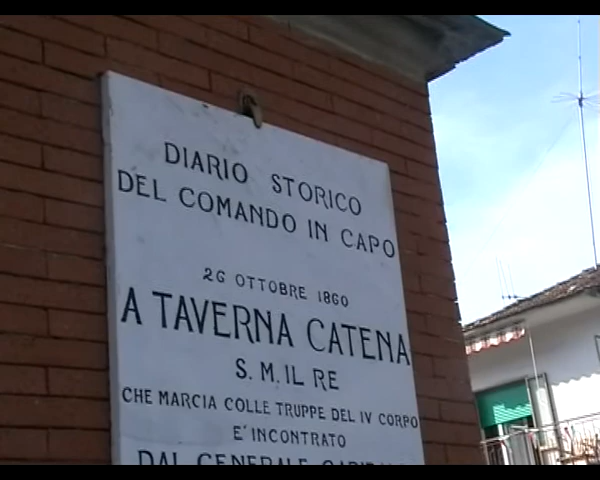 DIARIO STORICO
DEL COMANDO IN CAPO
26 OTTOBRE 1860
A TAVERNA CATENA
S. M. IL RE
CHE MARCIA COLLE TRUPPE DEL IV CORPO
E' INCONTRATO
DAL GENERALE